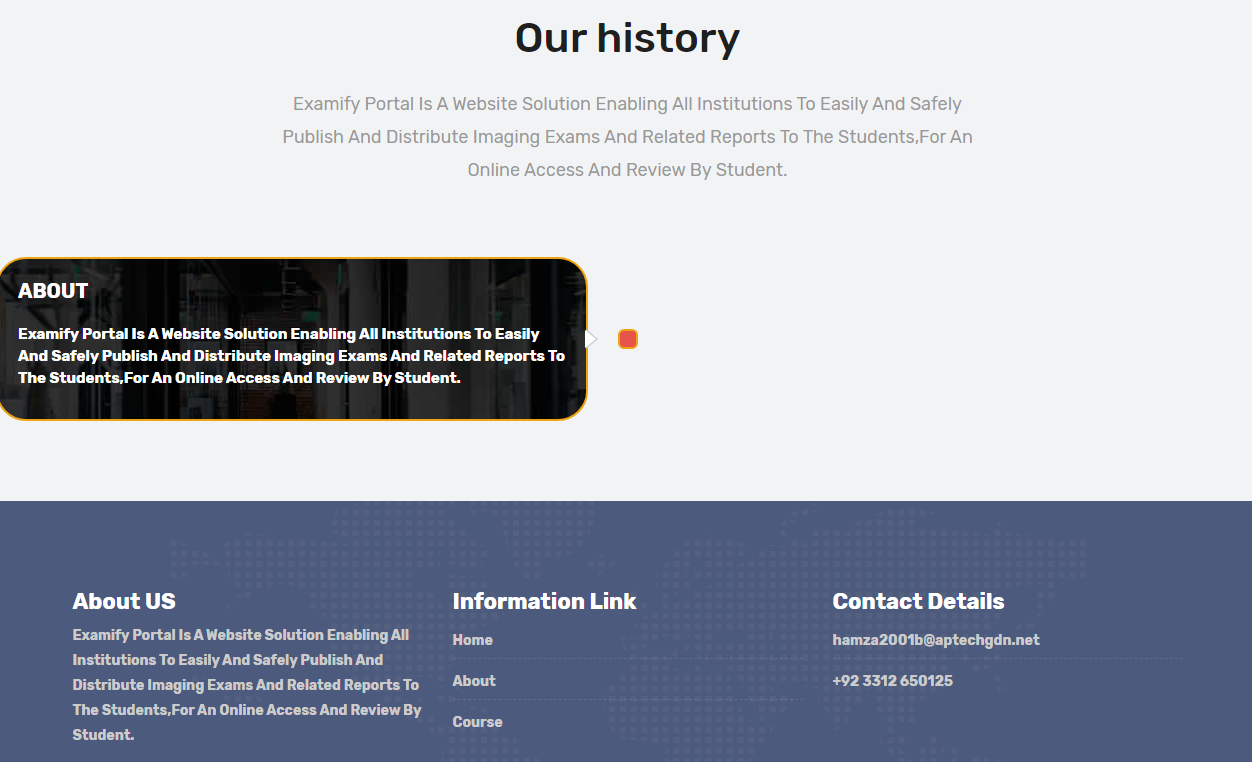 Our history
Examify Portal Is A Website Solution Enabling All Institutions To Easily And Safely
Publish And Distribute Imaging Exams And Related Reports To The Students,For An
Online Access And Review By Student.
ABOUT
Examify Portal Is A Website Solution Enabling All Institutions To Easily
And Safely Publish And Distribute Imaging Exams And Related Reports To
The Students,For An Online Access And Review By Student.
About US
Examify Portal Is A Website Solution Enabling All
Institutions To Easily And Safely Publish And
Distribute Imaging Exams And Related Reports To
The Students,For An Online Access And Review By
Student.
Information Link
Home
About
Course
Contact Details
hamza2001b@aptechgdn.net
+92 3312 650125